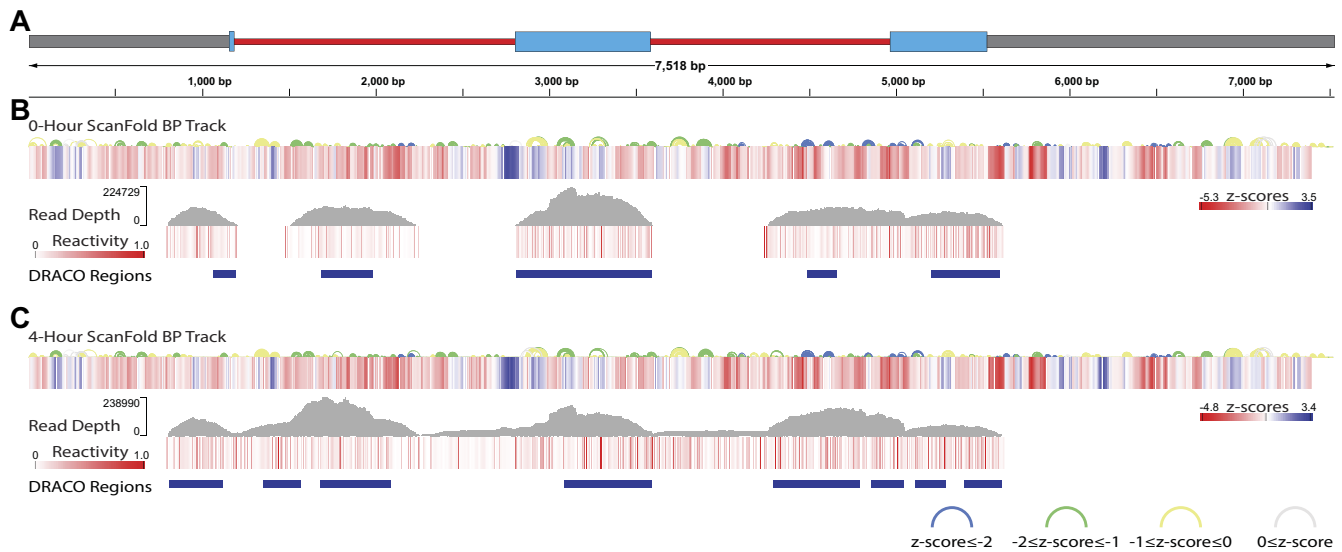 A
7,518 bp
1,000 bp 2,000 bp 3,000 bp 4,000 bp 5,000 bp 6,000 bp 7,000 bp
B
0-Hour ScanFold BP Track
224729
Read Depth
0
-5.3 z-scores 3.5
0 Reactivity 1.0
DRACO Regions
C
4-Hour ScanFold BP Track
238990
Read Depth
0
-4.8 z-scores 3.4
0 Reactivity 1.0
DRACO Regions
z-score≤-2 -2≤z-score≤-1 -1≤z-score≤0 0≤z-score